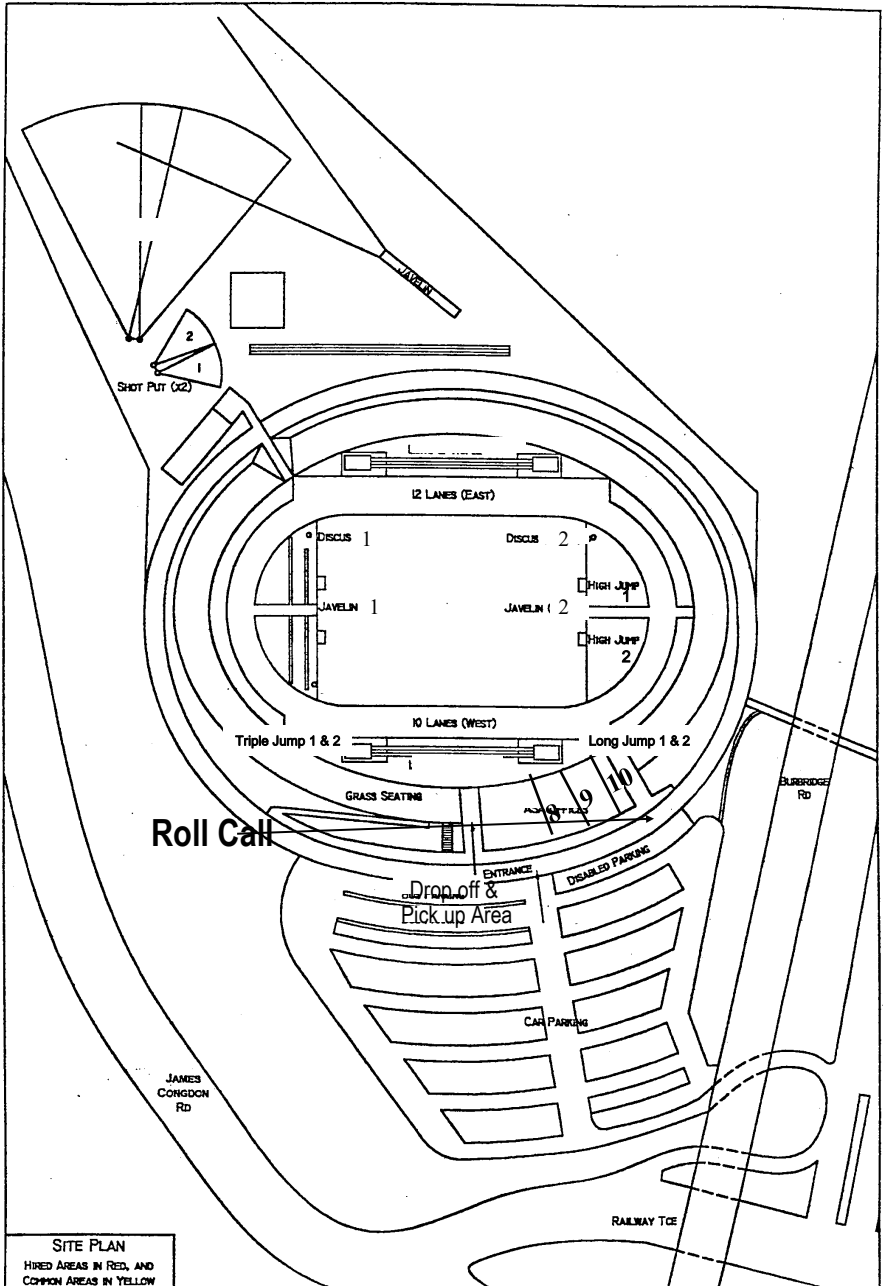 JAVELIN
2
1
SHOT PUT (x2)
12 LANES (EAST)
DISCUS 1
DISCUS 2
HIGH JUMP
1
JAVELIN 1
JAVELIN ( 2
HIGH JUMP
2
10 LANES (WEST)
Triple Jump 1 & 2
Long Jump 1 & 2
BURBRIDGE
RD
GRASS SEATING
8
9
10
Roll Call
ENTRANCE
DISABLED PARKING
Drop off &
Pick up Area
CAR PARKING
JAMES
CONGDON
RD
RAILWAY TCE
SITE PLAN
HIRED AREAS IN RED, AND
COMMON AREAS IN YELLOW